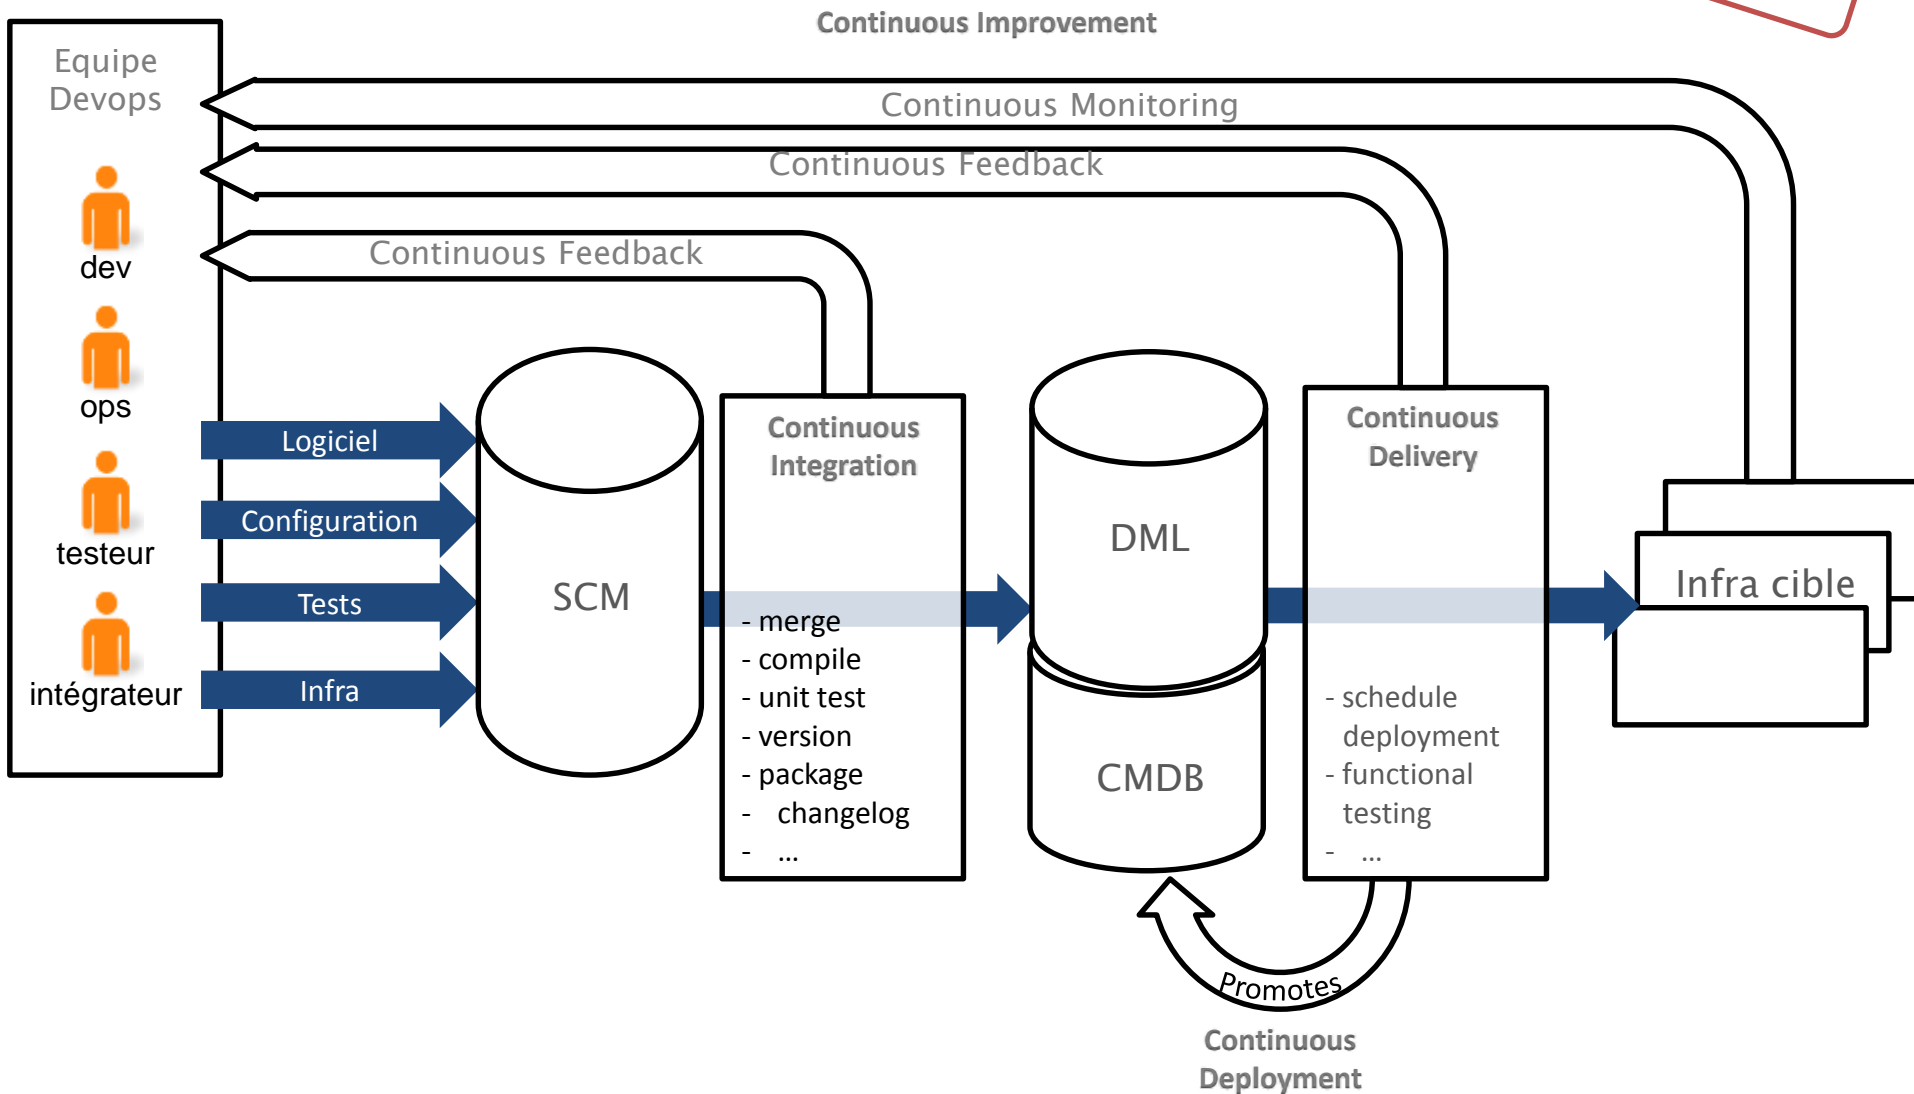 Continuous Improvement
Equipe
Devops
Continuous Monitoring
Continuous Feedback
Continuous Feedback
dev
ops
testeur
intégrateur
Logiciel
Configuration
Tests
Infra
SCM
Continuous
Integration
- merge
- compile
- unit test
- version
- package
- changelog
- ...
DML
CMDB
Continuous
Delivery
- schedule
deployment
- functional
testing
- ...
Infra cible
Promotes
Continuous
Deployment